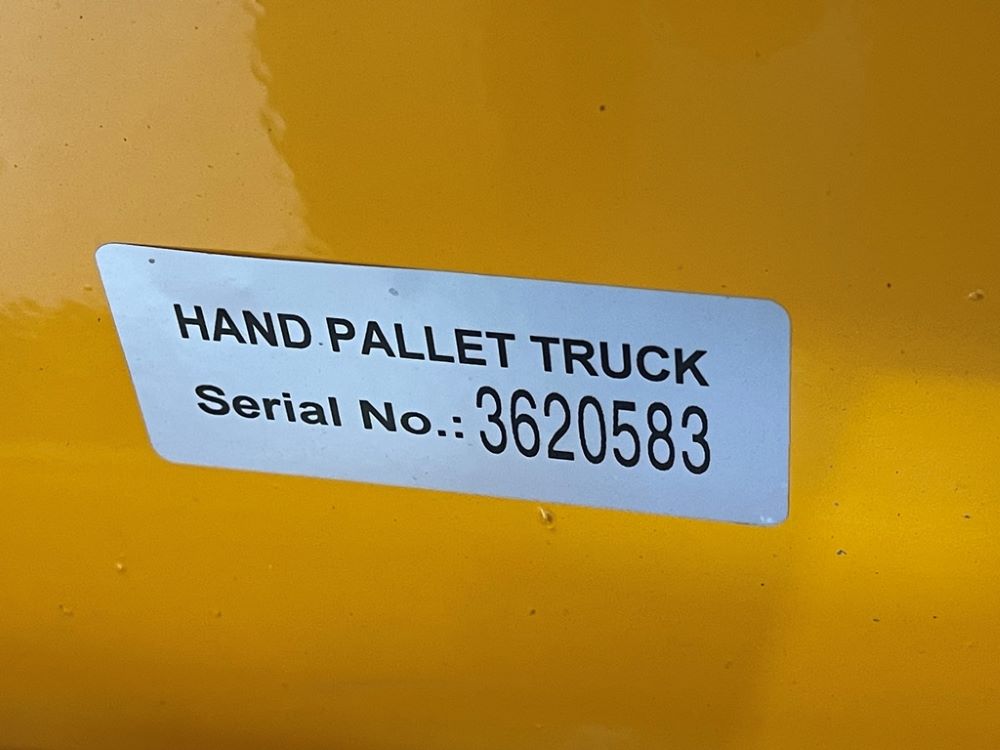 HAND PALLET TRUCK
Serial No.: 3620583